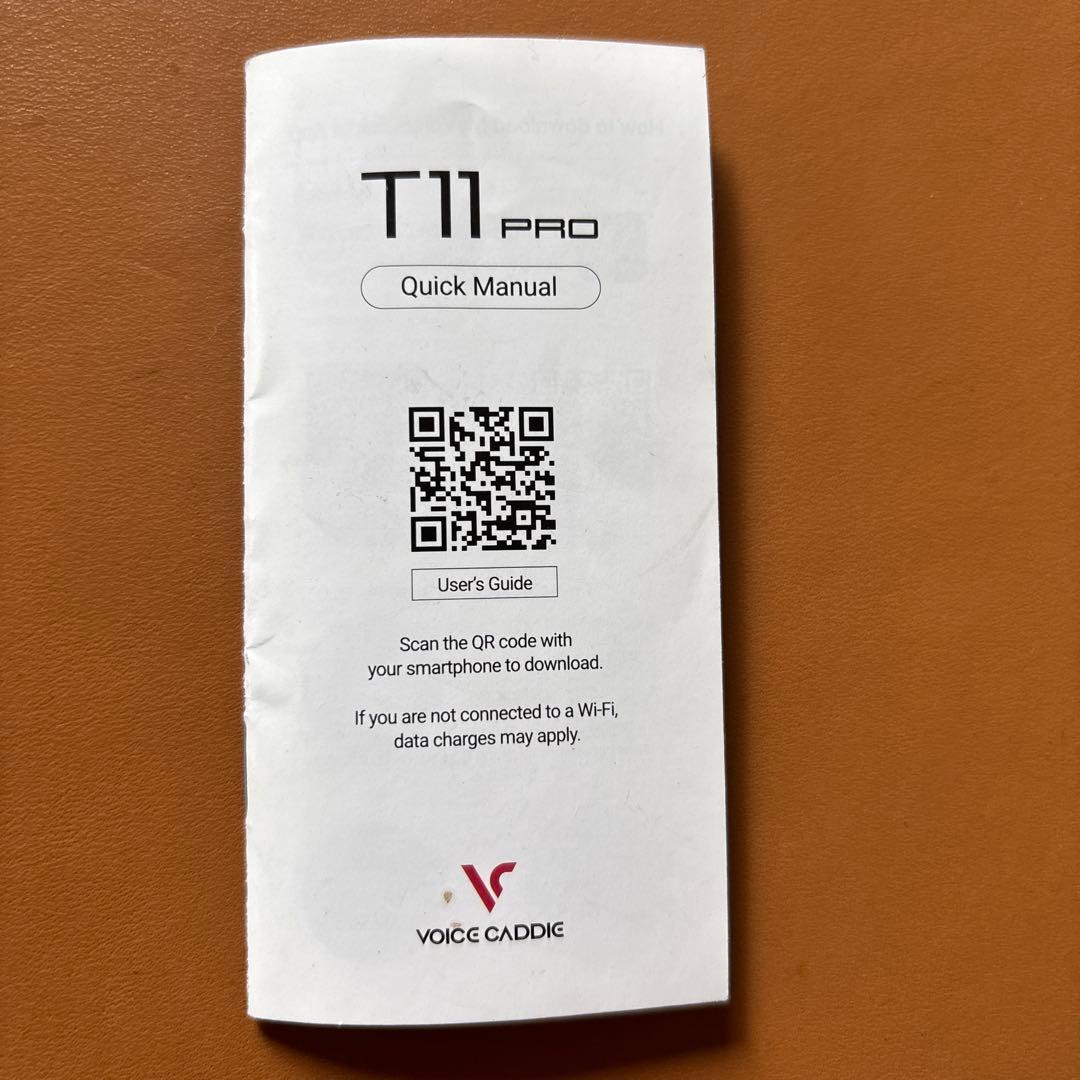 T11 PRO
Quick Manual
User's Guide
Scan the QR code with
your smartphone to download.
If you are not connected to a Wi-Fi,
data charges may apply.
VOICE CADDIE